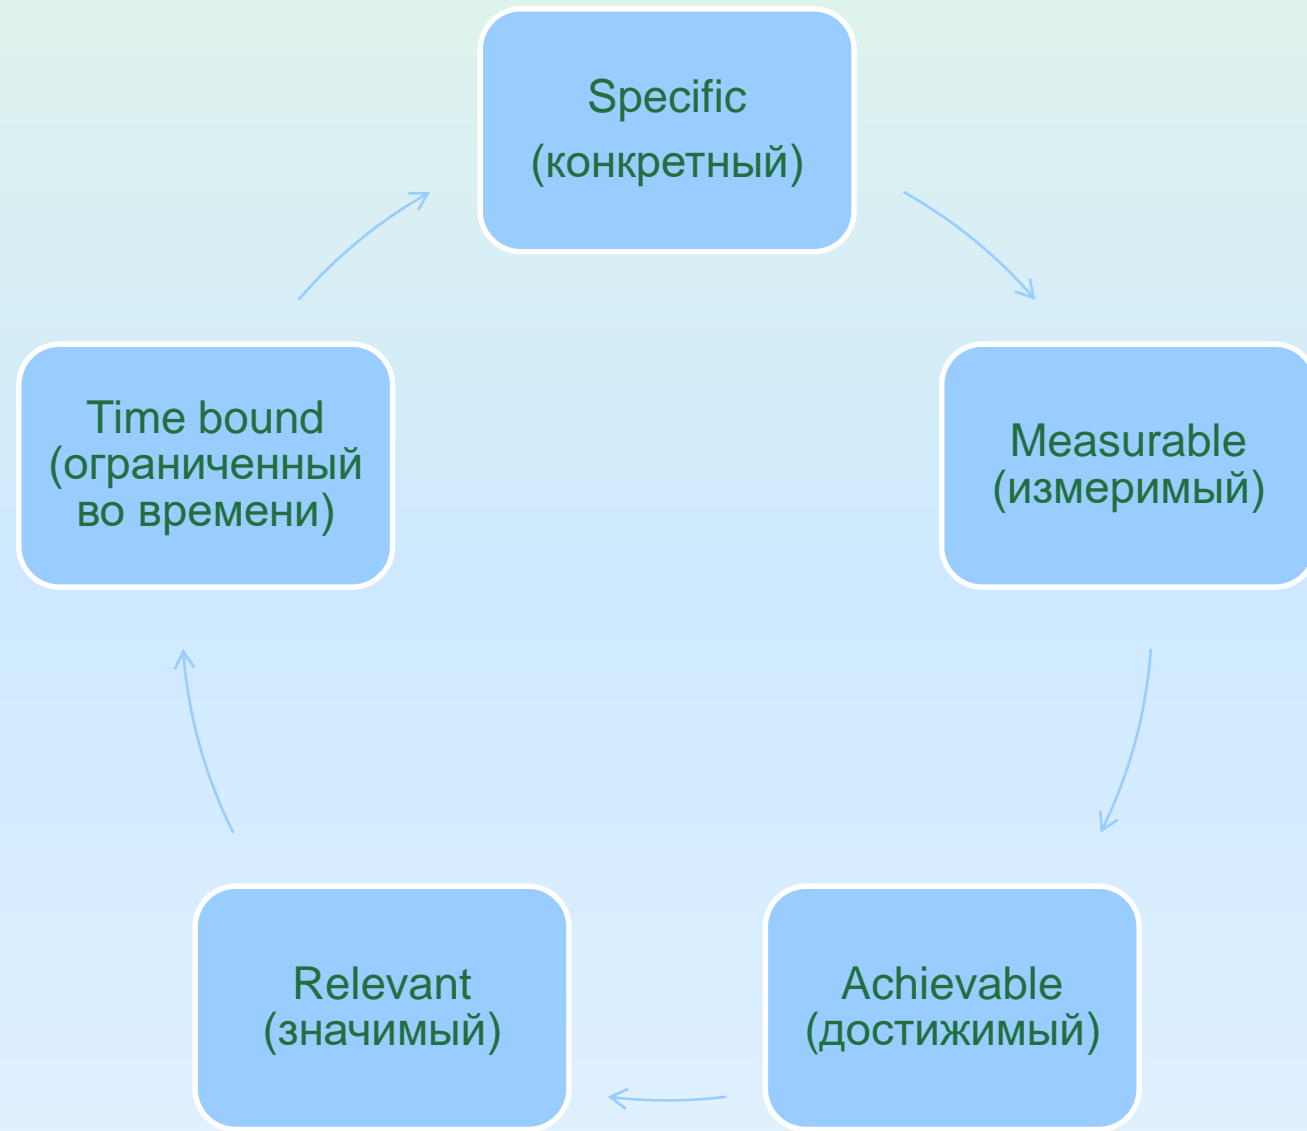 Specific
(конкретный)
Measurable
(измеримый)
Achievable
(достижимый)
Relevant
(значимый)
Time bound
(ограниченный
во времени)